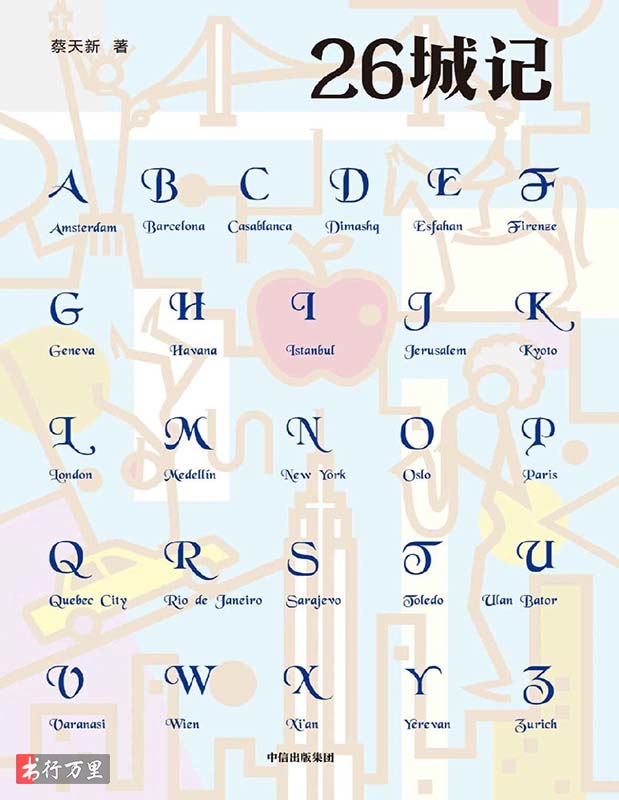 蔡天新 著
26城记
A B C D E F
Amsterdam Barcelona Casablanca Dimashq Esfahan Firenze
G H I J K
Geneva Havana Istanbul Jerusalem Kyoto
L M N O P
London Medellín New York Oslo Paris
Q R S T U
Quebec City Rio de Janeiro Sarajevo Toledo Ulan Bator
V W X Y Z
Varanasi Wien Xi'an Yerevan Zurich
中信出版集团
书行万里